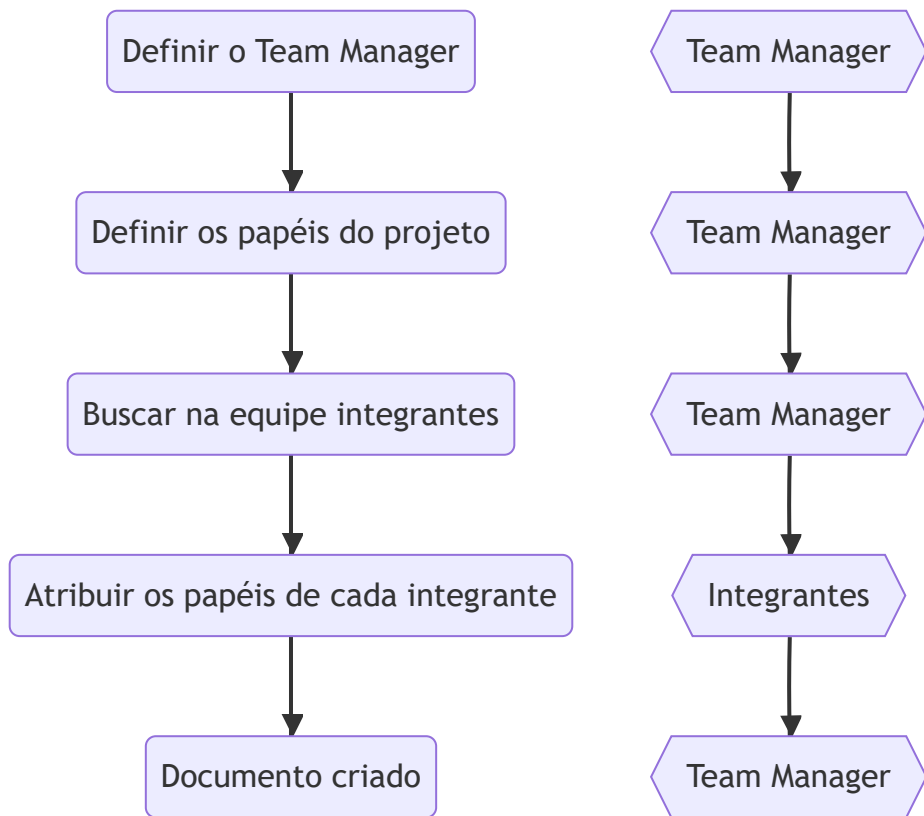 Definir o Team Manager
Team Manager
Definir os papéis do projeto
Team Manager
Buscar na equipe integrantes
Team Manager
Atribuir os papéis de cada integrante
Integrantes
Documento criado
Team Manager